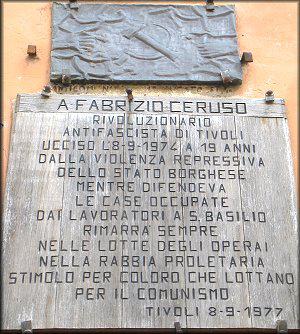 A FABRIZIO CERUSO
RIVOLUZIONARIO
ANTIFASCISTA DI TIVOLI
UCCISO L'8-9-1974 A 19 ANNI
DALLA VIOLENZA REPRESSIVA
DELLO STATO BORGHESE
MENTRE DIFENDEVA
LE CASE OCCUPATE
DAI LAVORATORI A S. BASILIO
RIMARRÀ SEMPRE
NELLE LOTTE DEGLI OPERAI
NELLA RABBIA PROLETARIA
STIMOLO PER COLORO CHE LOTTANO
PER IL COMUNISMO
TIVOLI 8-9-1977